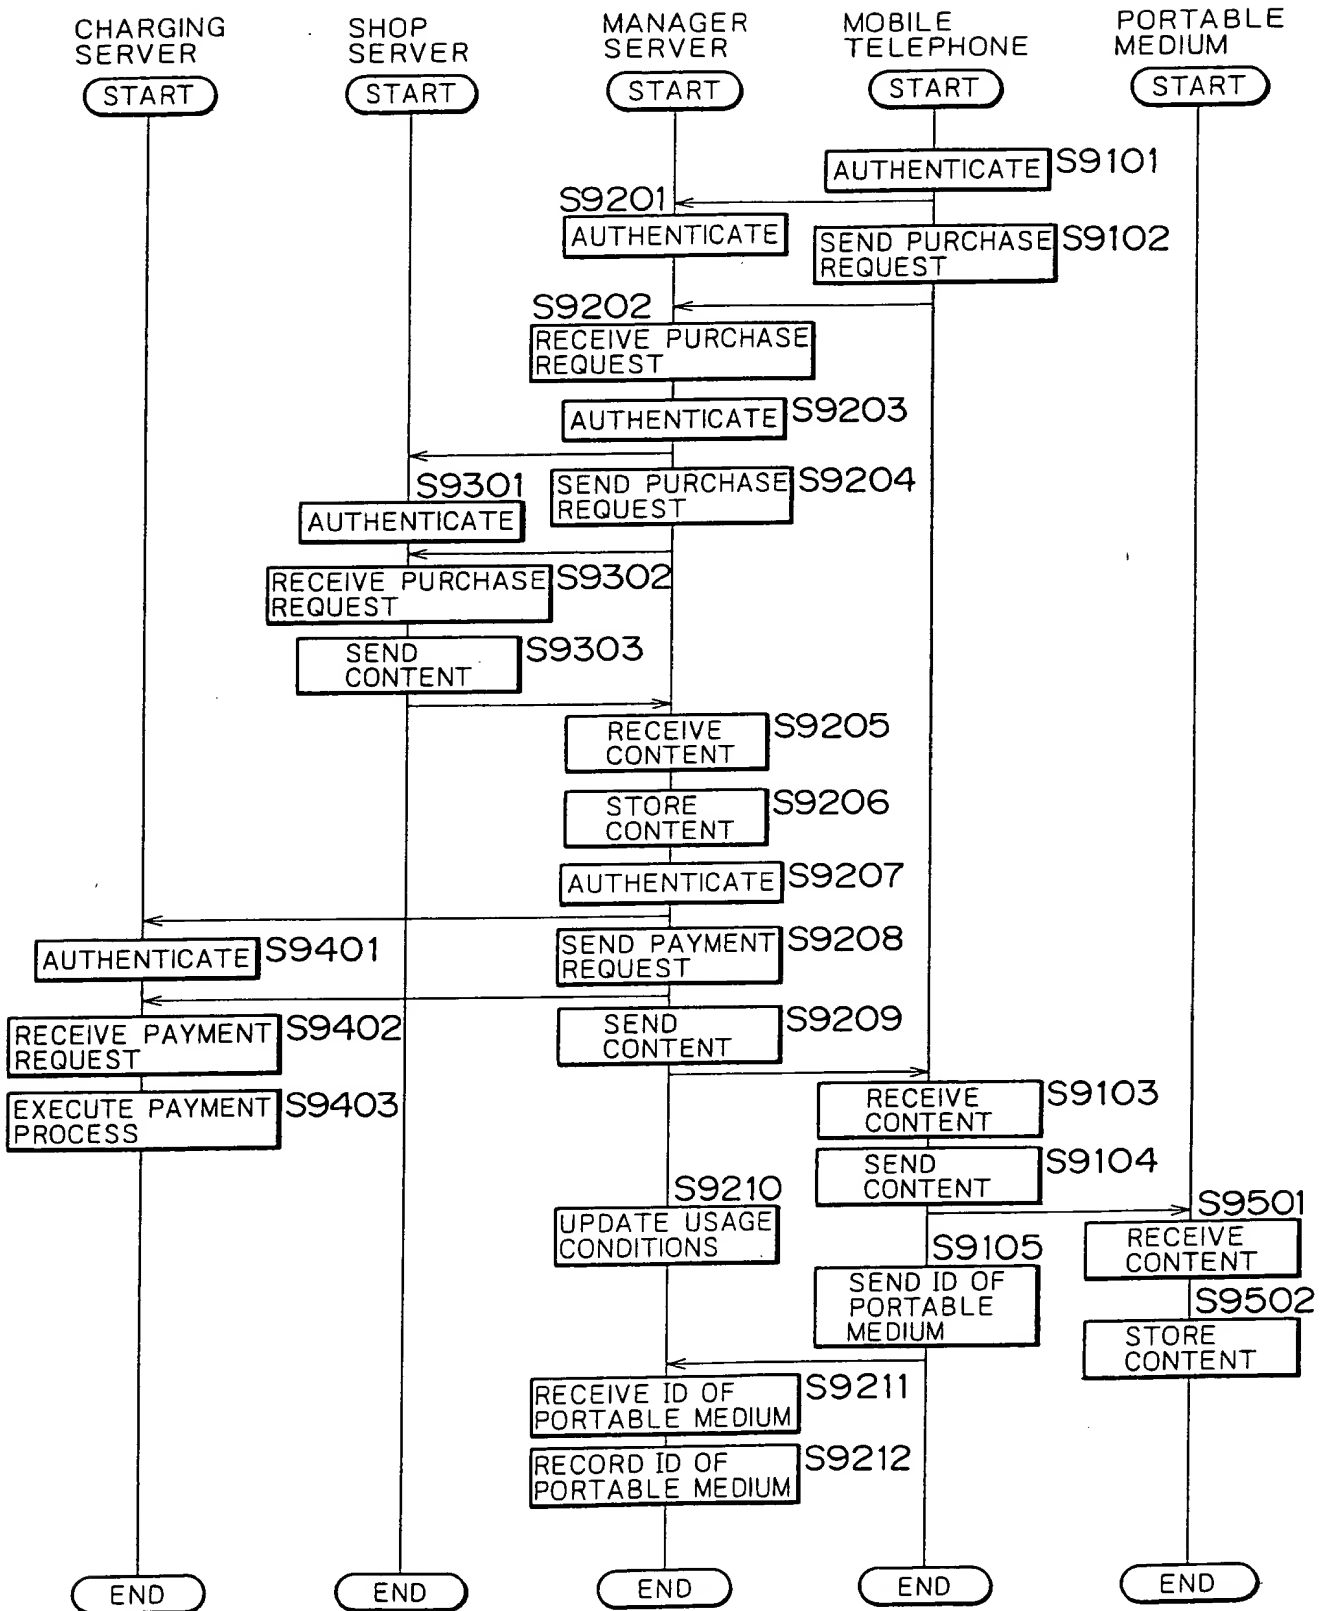 CHARGING
SERVER
SHOP
SERVER
MANAGER
SERVER
MOBILE
TELEPHONE
PORTABLE
MEDIUM
START
START
START
START
START
AUTHENTICATE
S9101
S9201
AUTHENTICATE
SEND PURCHASE
REQUEST
S9102
S9202
RECEIVE PURCHASE
REQUEST
AUTHENTICATE
S9203
S9301
AUTHENTICATE
SEND PURCHASE
REQUEST
S9204
RECEIVE PURCHASE
REQUEST
S9302
SEND
CONTENT
S9303
RECEIVE
CONTENT
S9205
STORE
CONTENT
S9206
AUTHENTICATE
S9207
AUTHENTICATE
S9401
SEND PAYMENT
REQUEST
S9208
RECEIVE PAYMENT
REQUEST
S9402
SEND
CONTENT
S9209
EXECUTE PAYMENT
PROCESS
S9403
RECEIVE
CONTENT
S9103
SEND
CONTENT
S9104
S9210
UPDATE USAGE
CONDITIONS
S9501
RECEIVE
CONTENT
S9105
SEND ID OF
PORTABLE
MEDIUM
S9502
STORE
CONTENT
RECEIVE ID OF
PORTABLE MEDIUM
S9211
RECORD ID OF
PORTABLE MEDIUM
S9212
END
END
END
END
END